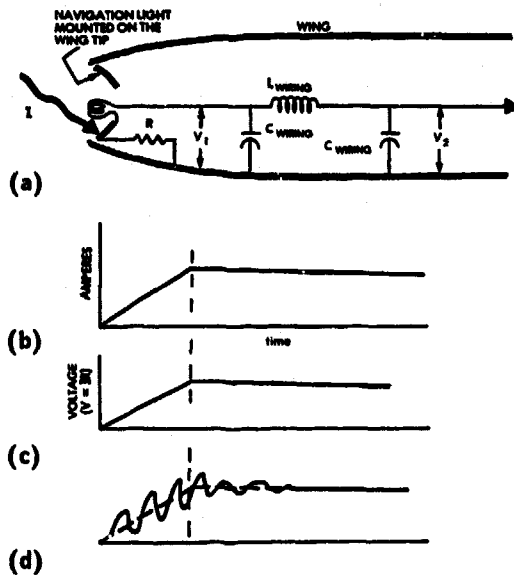 NAVIGATION LIGHT
MOUNTED ON THE
WING TIP
WING
I
L WIRING
R
V1
C WIRING
C WIRING
V2
(a)
AMPERES
time
(b)
VOLTAGE
(V = IR)
(c)
(d)